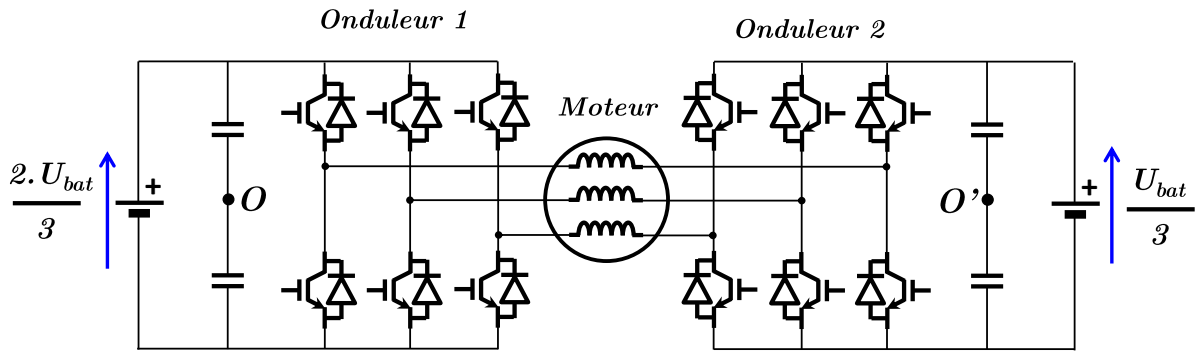 Onduleur 1
Onduleur 2
Moteur
2.U_bat
3
+
O
O'
+
U_bat
3